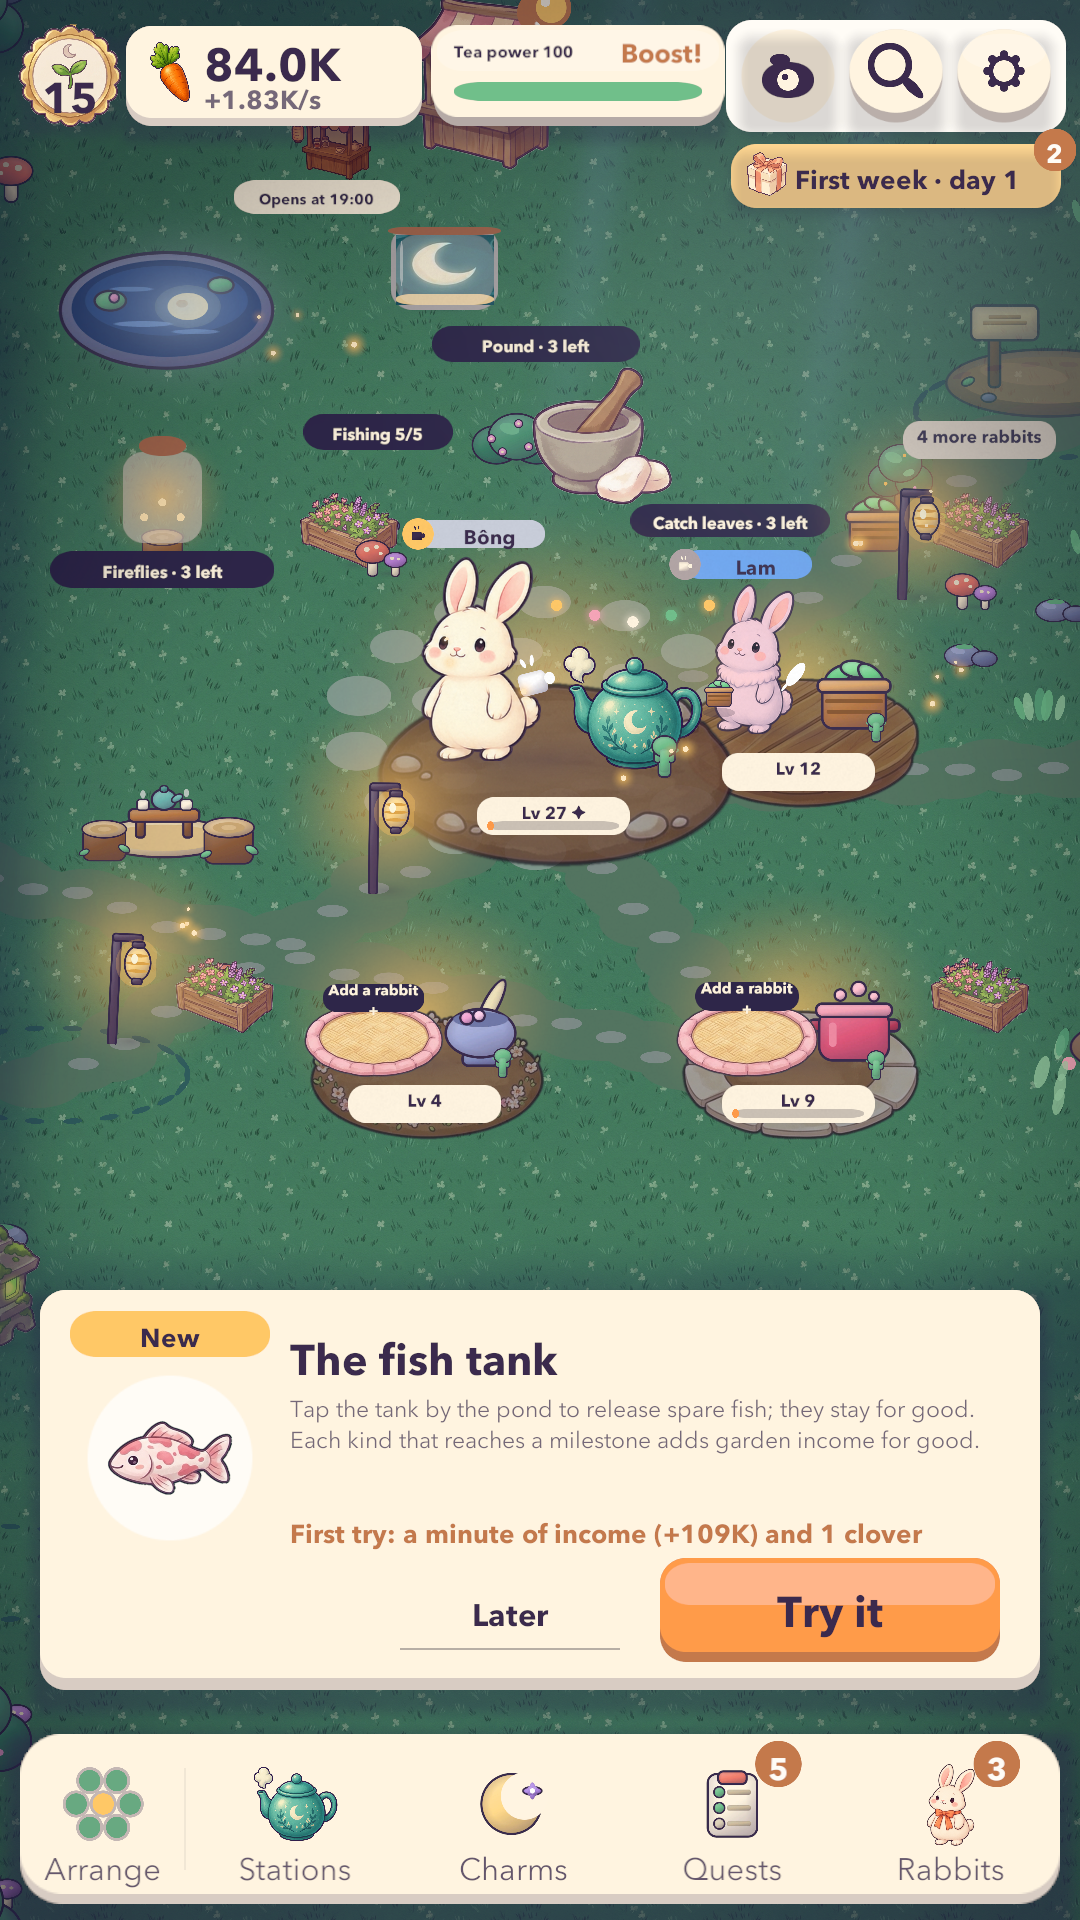 15
84.0K
+1.83K/s
Tea power 100
Boost!
First week · day 1
2
Opens at 19:00
Pound · 3 left
Fishing 5/5
4 more rabbits
Catch leaves · 3 left
Bông
Lam
Fireflies · 3 left
Lv 12
Lv 27
Add a rabbit
+
Add a rabbit
+
Lv 4
Lv 9
New
The fish tank
Tap the tank by the pond to release spare fish; they stay for good.
Each kind that reaches a milestone adds garden income for good.
First try: a minute of income (+109K) and 1 clover
Later
Try it
5
3
Arrange
Stations
Charms
Quests
Rabbits